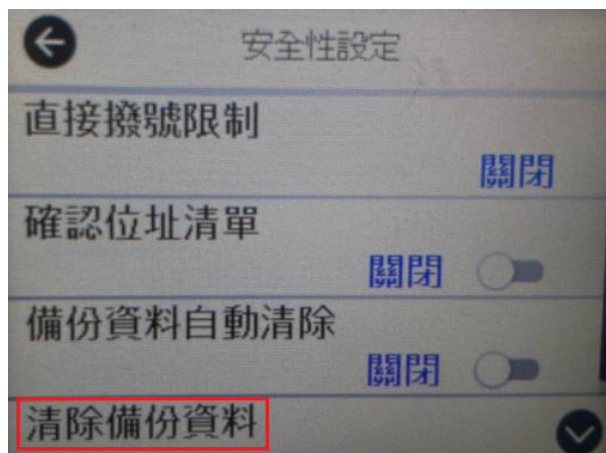 安全性設定
直接撥號限制
關閉
確認位址清單
關閉
備份資料自動清除
關閉
清除備份資料